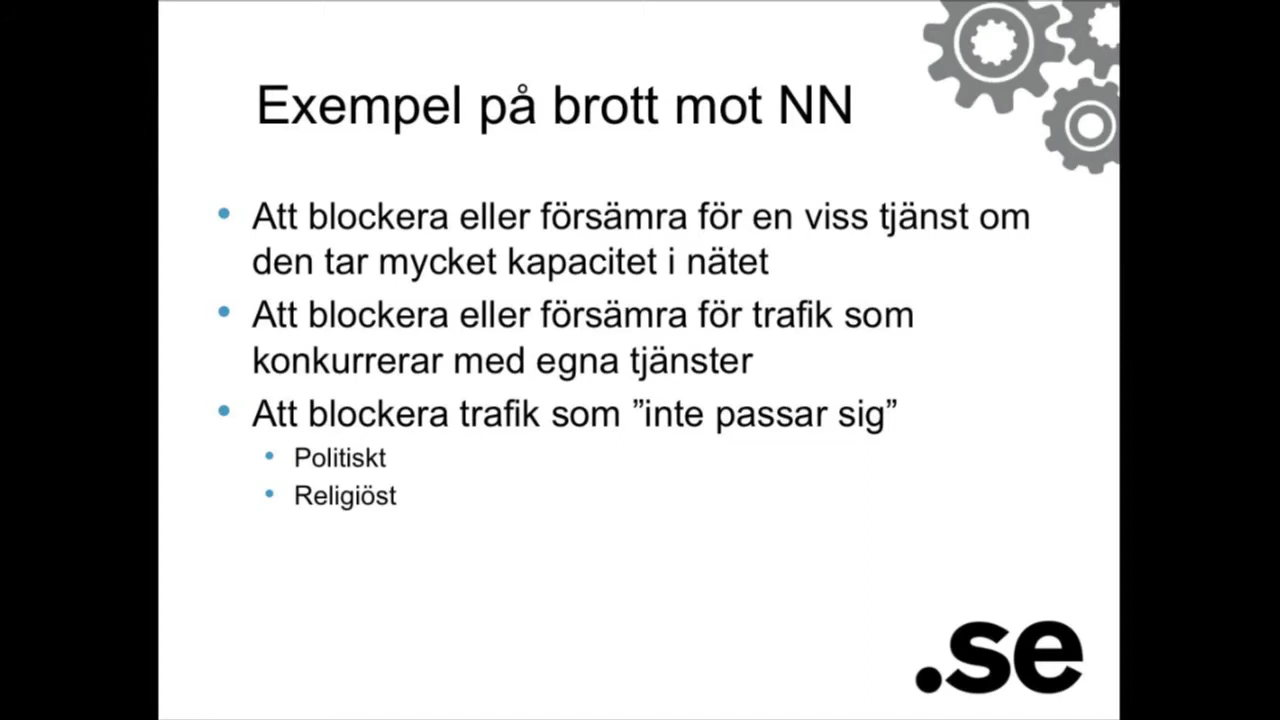 Exempel på brott mot NN
• Att blockera eller försämra för en viss tjänst om
den tar mycket kapacitet i nätet
• Att blockera eller försämra för trafik som
konkurrerar med egna tjänster
• Att blockera trafik som ”inte passar sig”
• Politiskt
• Religiöst
.se